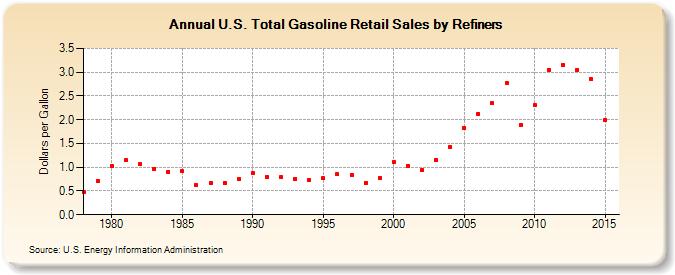 Annual U.S. Total Gasoline Retail Sales by Refiners
Dollars per Gallon
3.5
3.0
2.5
2.0
1.5
1.0
0.5
0.0
1980 1985 1990 1995 2000 2005 2010 2015
Source: U.S. Energy Information Administration